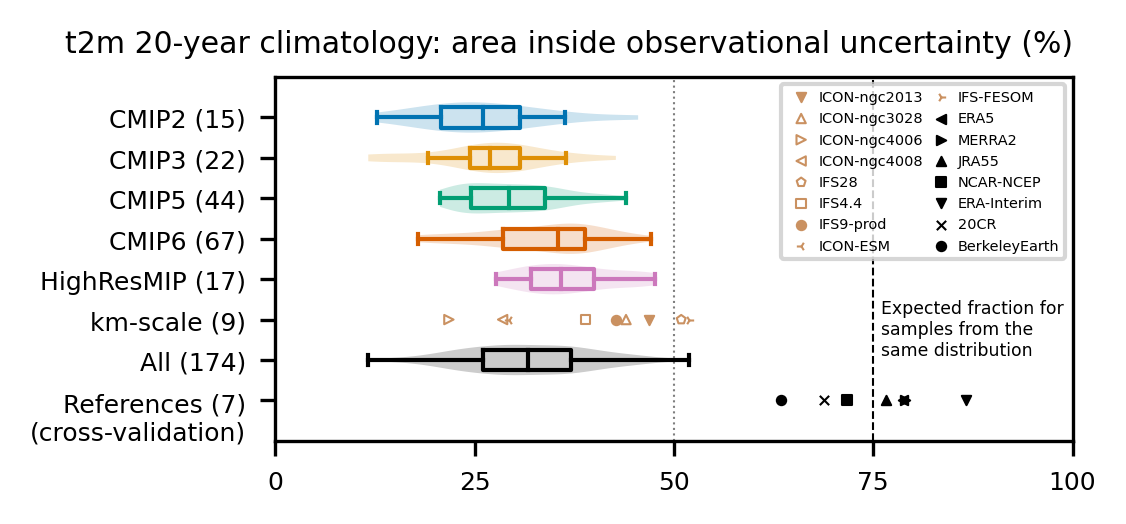 t2m 20-year climatology: area inside observational uncertainty (%)
CMIP2 (15)
CMIP3 (22)
CMIP5 (44)
CMIP6 (67)
HighResMIP (17)
km-scale (9)
All (174)
References (7)
(cross-validation)
ICON-ngc2013
ICON-ngc3028
ICON-ngc4006
ICON-ngc4008
IFS28
IFS4.4
IFS9-prod
ICON-ESM
IFS-FESOM
ERA5
MERRA2
JRA55
NCAR-NCEP
ERA-Interim
20CR
BerkeleyEarth
Expected fraction for
samples from the
same distribution
0 25 50 75 100